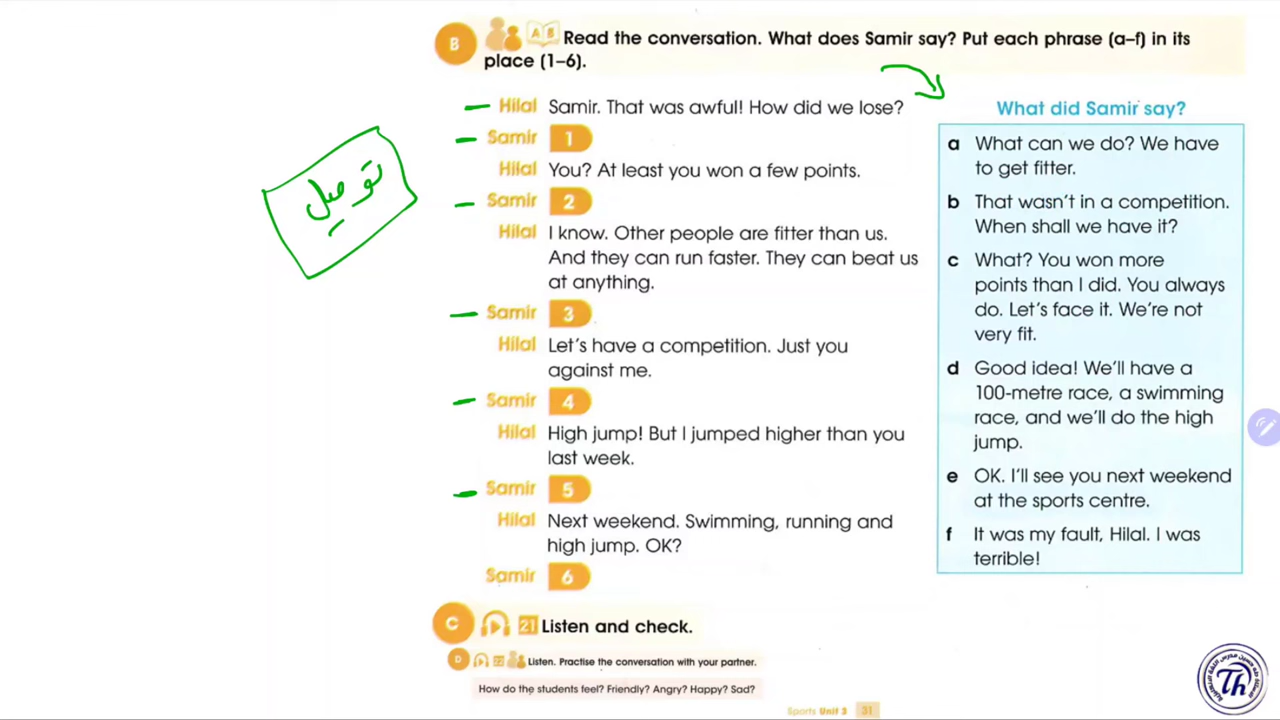 B Read the conversation. What does Samir say? Put each phrase (a–f) in its
place (1–6).
Hilal Samir. That was awful! How did we lose?
Samir 1
Hilal You? At least you won a few points.
Samir 2
Hilal I know. Other people are fitter than us.
And they can run faster. They can beat us
at anything.
Samir 3
Hilal Let's have a competition. Just you
against me.
Samir 4
Hilal High jump! But I jumped higher than you
last week.
Samir 5
Hilal Next weekend. Swimming, running and
high jump. OK?
Samir 6
What did Samir say?
a What can we do? We have
to get fitter.
b That wasn't in a competition.
When shall we have it?
c What? You won more
points than I did. You always
do. Let's face it. We're not
very fit.
d Good idea! We'll have a
100-metre race, a swimming
race, and we'll do the high
jump.
e OK. I'll see you next weekend
at the sports centre.
f It was my fault, Hilal. I was
terrible!
توصيل
C 21 Listen and check.
D 22 Listen. Practise the conversation with your partner.
How do the students feel? Friendly? Angry? Happy? Sad?
Sports Unit 3 31
Th